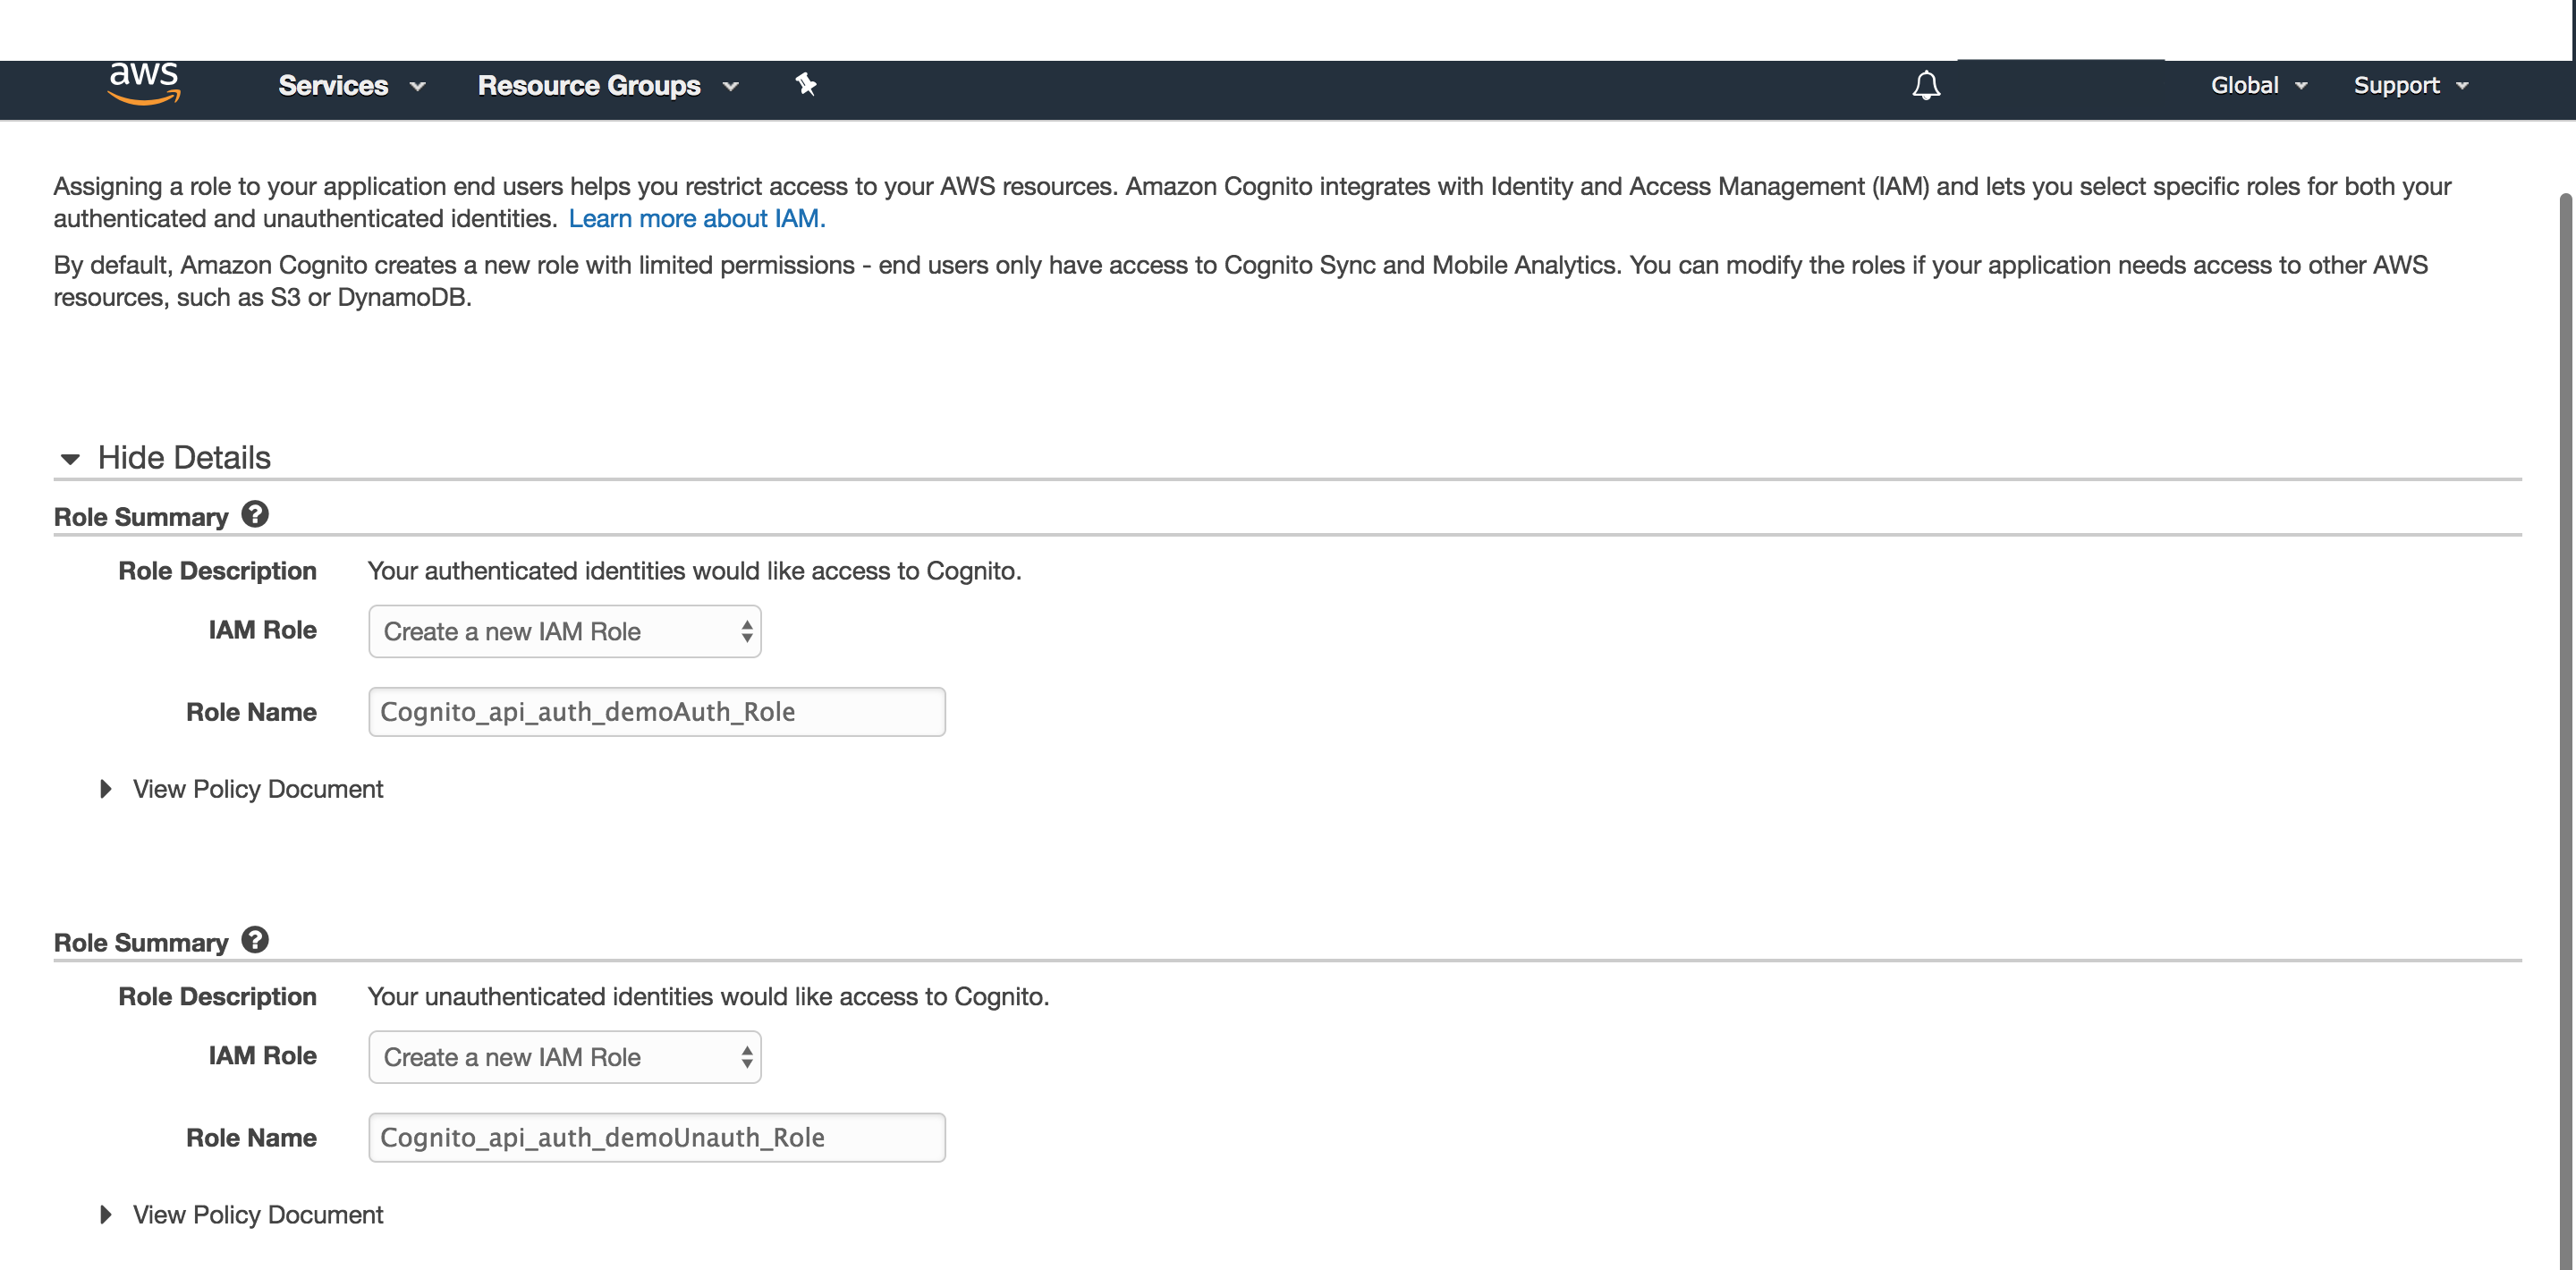 aws Services Resource Groups Global Support
Assigning a role to your application end users helps you restrict access to your AWS resources. Amazon Cognito integrates with Identity and Access Management (IAM) and lets you select specific roles for both your
authenticated and unauthenticated identities. Learn more about IAM.
By default, Amazon Cognito creates a new role with limited permissions - end users only have access to Cognito Sync and Mobile Analytics. You can modify the roles if your application needs access to other AWS
resources, such as S3 or DynamoDB.
Hide Details
Role Summary ?
Role Description Your authenticated identities would like access to Cognito.
IAM Role Create a new IAM Role
Role Name Cognito_api_auth_demoAuth_Role
View Policy Document
Role Summary ?
Role Description Your unauthenticated identities would like access to Cognito.
IAM Role Create a new IAM Role
Role Name Cognito_api_auth_demoUnauth_Role
View Policy Document